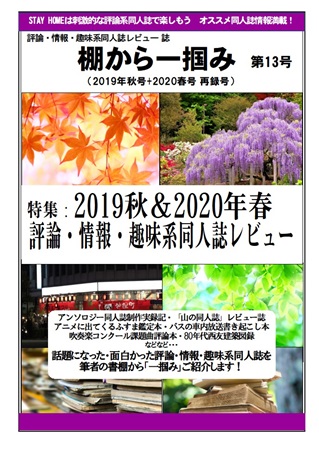 STAY HOMEは刺激的な評論系同人誌で楽しもう　オススメ同人誌情報満載！
評論・情報・趣味系同人誌レビュー 誌
棚から一掴み 第13号
（2019年秋号+2020春号 再録号）
特集：2019秋＆2020年春
評論・情報・趣味系同人誌レビュー
アンソロジー同人誌制作実録記・「山の同人誌」レビュー誌
アニメに出てくるふすま鑑定本・バスの車内放送書き起こし本
吹奏楽コンクール課題曲評論本・80年代西友建築図録
などなど・・・
話題になった・面白かった評論・情報・趣味系同人誌を
筆者の書棚から「一掴み」ご紹介します！